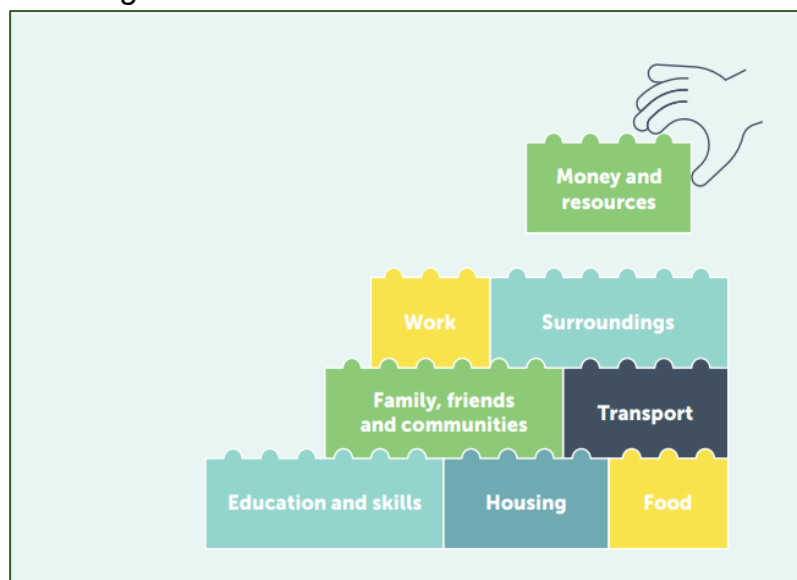 Money and
resources
Work
Surroundings
Family, friends
and communities
Transport
Education and skills
Housing
Food